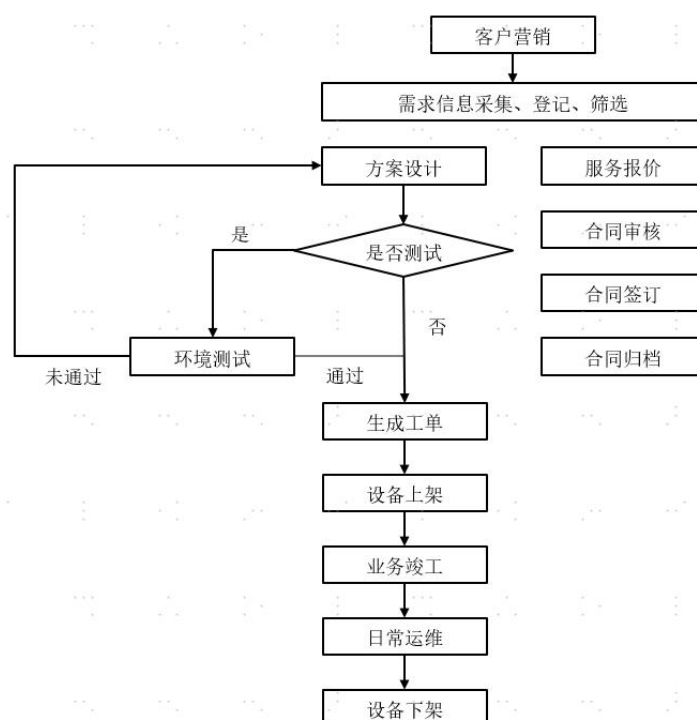 客户营销
需求信息采集、登记、筛选
方案设计
服务报价
是
是否测试
合同审核
否
合同签订
环境测试
未通过
通过
合同归档
生成工单
设备上架
业务竣工
日常运维
设备下架